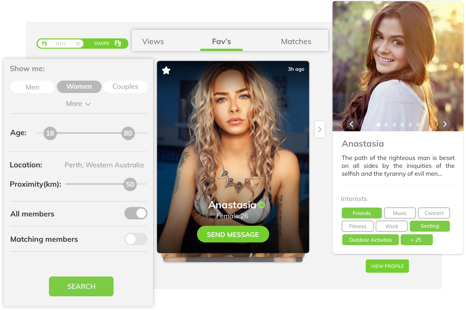 SWIPE
Views
Fav's
Matches
Show me:
Men
Women
Couples
More
Age:
18
80
Location:
Perth, Western Australia
Proximity(km):
50
All members
Matching members
SEARCH
3h ago
Anastasia
Female 26
SEND MESSAGE
Anastasia
The path of the righteous man is beset
on all sides by the iniquities of the
selfish and the tyranny of evil men...
Interests
Friends
Music
Concert
Fitness
Work
Sexting
Outdoor Activites
+ 25
VIEW PROFILE